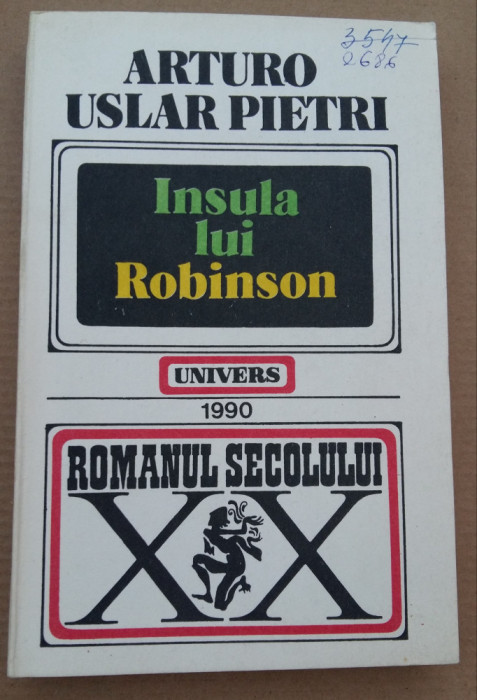 3547
2686
ARTURO
USLAR PIETRI
Insula
lui
Robinson
UNIVERS
1990
ROMANUL SECOLULUI
XX